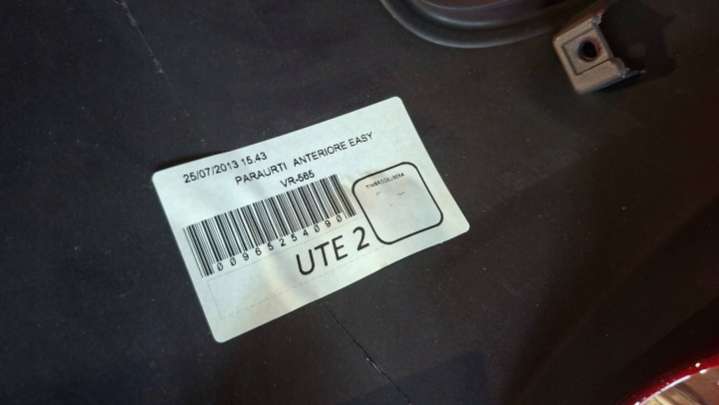 25/07/2013 15.43
PARAURTI ANTERIORE EASY
VR-565
00965254090
UTE 2